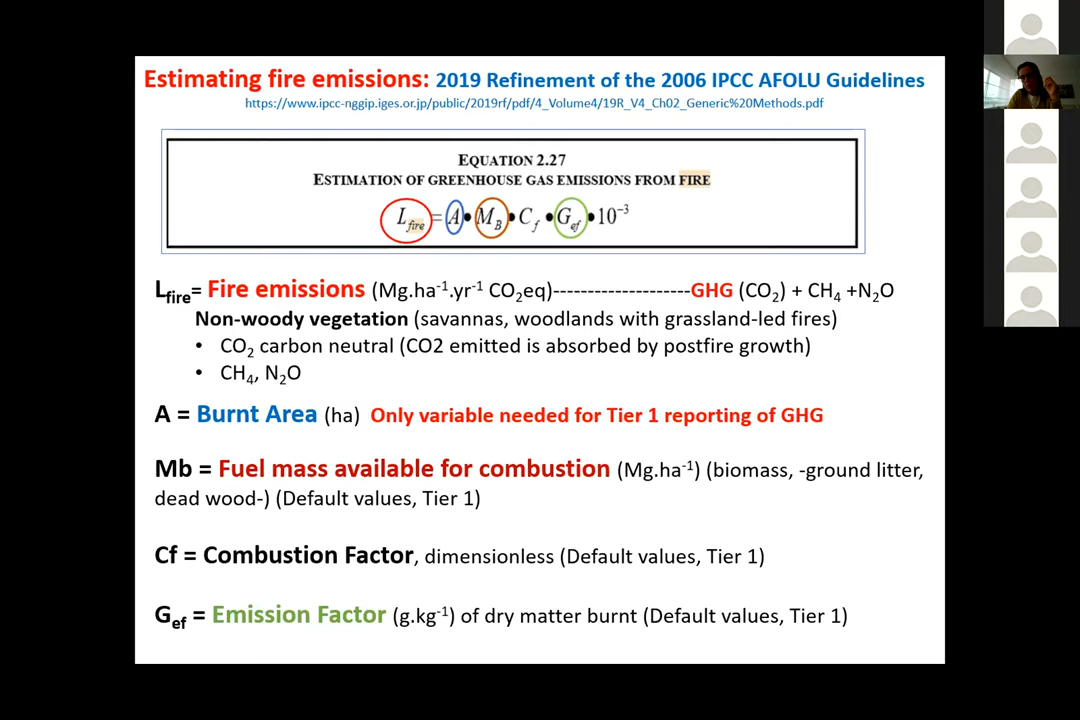 Estimating fire emissions: 2019 Refinement of the 2006 IPCC AFOLU Guidelines
https://www.ipcc-nggip.iges.or.jp/public/2019rf/pdf/4_Volume4/19R_V4_Ch02_Generic%20Methods.pdf
EQUATION 2.27
ESTIMATION OF GREENHOUSE GAS EMISSIONS FROM FIRE
L_fire = A • M_B • C_f • G_ef • 10⁻³
Lfire= Fire emissions (Mg.ha⁻¹.yr⁻¹ CO₂eq)--------------------GHG (CO₂) + CH₄ +N₂O
Non-woody vegetation (savannas, woodlands with grassland-led fires)
• CO₂ carbon neutral (CO2 emitted is absorbed by postfire growth)
• CH₄, N₂O
A = Burnt Area (ha) Only variable needed for Tier 1 reporting of GHG
Mb = Fuel mass available for combustion (Mg.ha⁻¹) (biomass, -ground litter,
dead wood-) (Default values, Tier 1)
Cf = Combustion Factor, dimensionless (Default values, Tier 1)
Gef = Emission Factor (g.kg⁻¹) of dry matter burnt (Default values, Tier 1)